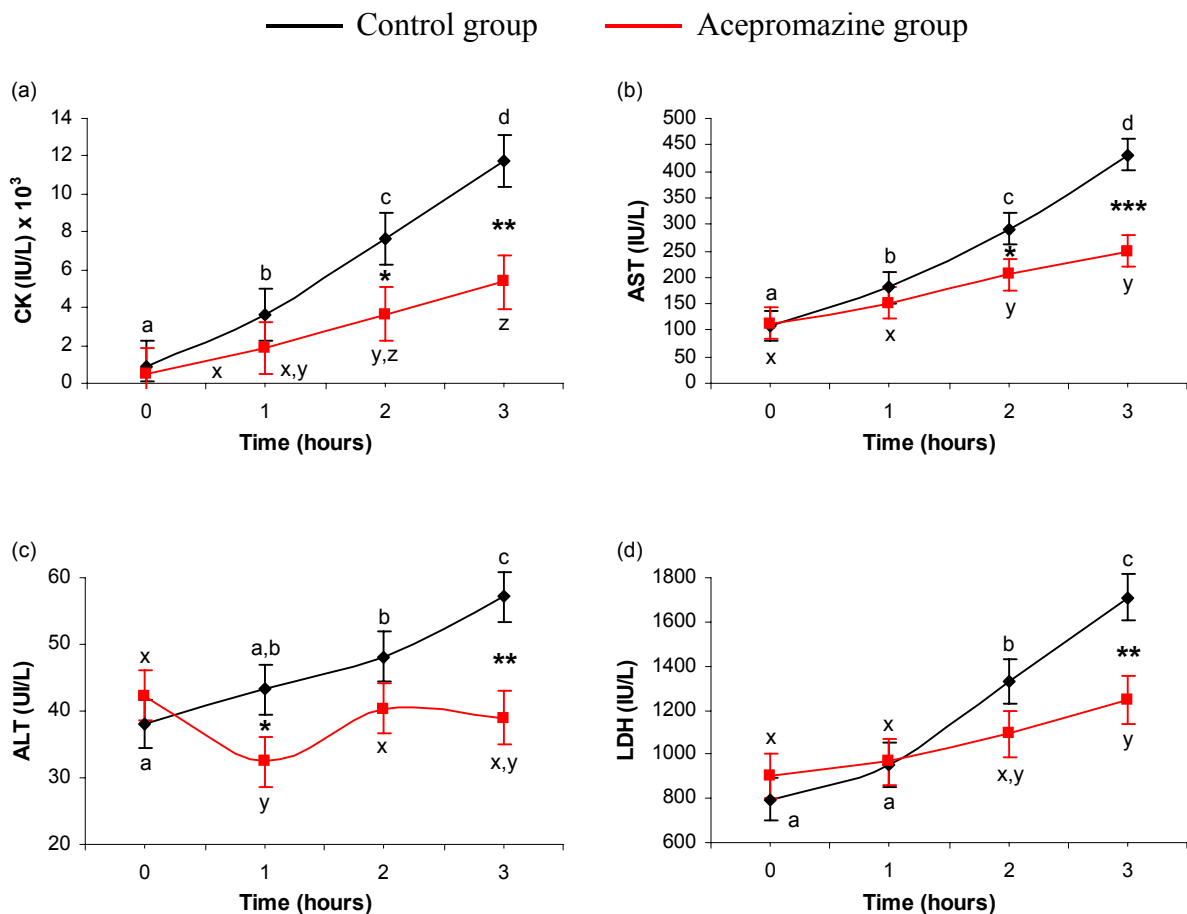 Control group Acepromazine group
(a)
14
12
10
8
6
4
2
0
CK (IU/L) x 10³
a
b
c
d
*
**
x
x,y
y,z
z
0 1 2 3
Time (hours)
(b)
500
450
400
350
300
250
200
150
100
50
0
AST (IU/L)
a
b
c
d
*
***
x
x
y
y
0 1 2 3
Time (hours)
(c)
60
50
40
30
20
ALT (UI/L)
x
a,b
b
c
*
**
a
y
x
x,y
0 1 2 3
Time (hours)
(d)
1800
1600
1400
1200
1000
800
600
LDH (IU/L)
x
x
b
c
**
a
a
x,y
y
0 1 2 3
Time (hours)